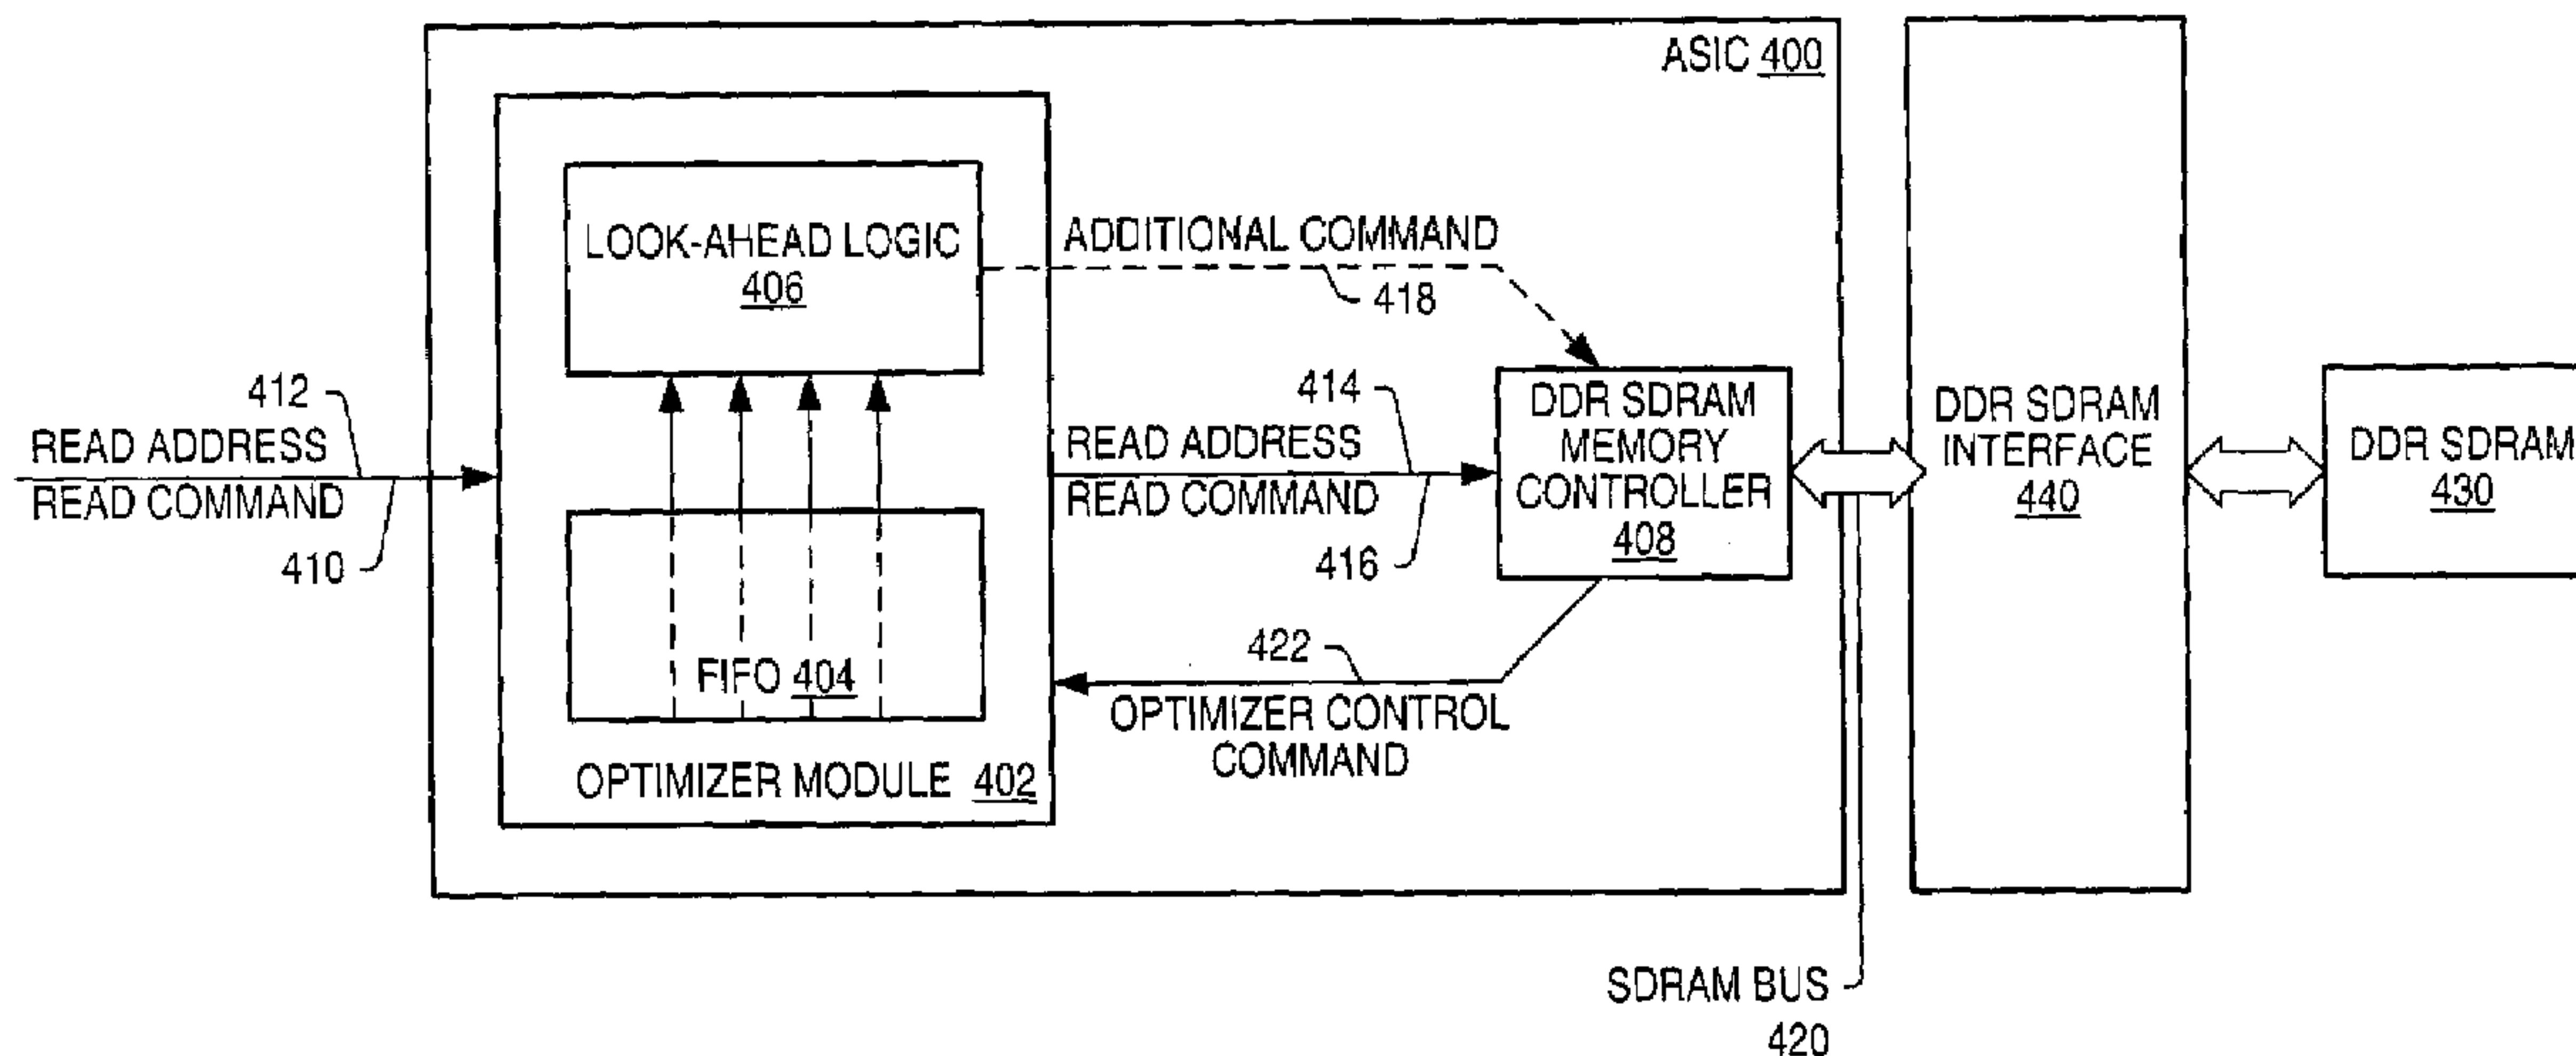 ASIC 400
LOOK-AHEAD LOGIC
406
ADDITIONAL COMMAND
418
412
READ ADDRESS
READ COMMAND
410
414
READ ADDRESS
READ COMMAND
416
DDR SDRAM
MEMORY
CONTROLLER
408
DDR SDRAM
INTERFACE
440
DDR SDRAM
430
FIFO 404
422
OPTIMIZER CONTROL
COMMAND
OPTIMIZER MODULE 402
SDRAM BUS
420